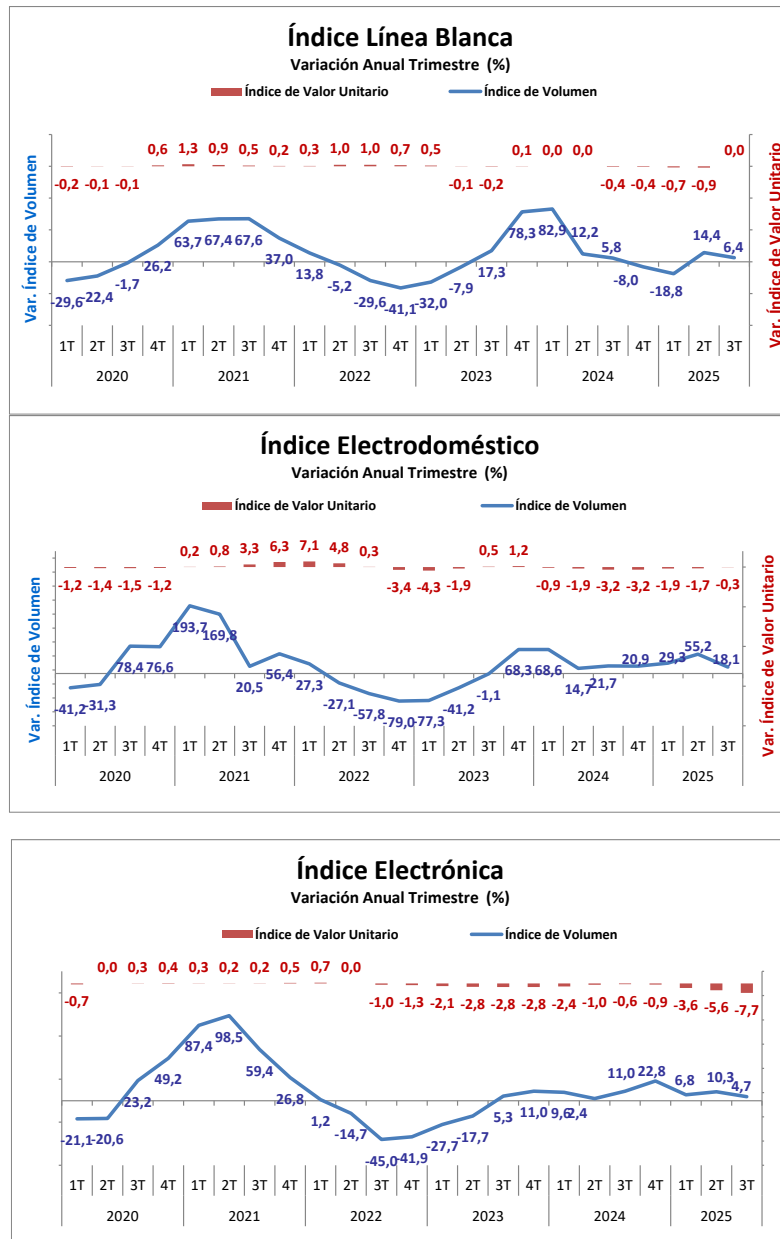 Índice Línea Blanca
Variación Anual Trimestre (%)
Índice de Valor Unitario Índice de Volumen
0,6 1,3 0,9 0,5 0,2 0,3 1,0 1,0 0,7 0,5 0,1 0,0 0,0 0,0
-0,2 -0,1 -0,1 -0,1 -0,2 -0,4 -0,4 -0,7 -0,9
Var. Índice de Volumen
Var. Índice de Valor Unitario
-29,6 -22,4 -1,7 26,2 63,7 67,4 67,6 37,0 13,8 -5,2 -29,6 -41,1 -32,0 -7,9 17,3 78,3 82,9 12,2 5,8 -8,0 -18,8 14,4 6,4
1T 2T 3T 4T 1T 2T 3T 4T 1T 2T 3T 4T 1T 2T 3T 4T 1T 2T 3T 4T 1T 2T 3T
2020 2021 2022 2023 2024 2025
Índice Electrodoméstico
Variación Anual Trimestre (%)
Índice de Valor Unitario Índice de Volumen
0,2 0,8 3,3 6,3 7,1 4,8 0,3 0,5 1,2
-1,2 -1,4 -1,5 -1,2 -3,4 -4,3 -1,9 -0,9 -1,9 -3,2 -3,2 -1,9 -1,7 -0,3
Var. Índice de Volumen
Var. Índice de Valor Unitario
-41,2 -31,3 78,4 76,6 193,7 169,8 20,5 56,4 27,3 -27,1 -57,8 -79,0 -77,3 -41,2 -1,1 68,3 68,6 14,7 21,7 20,9 29,3 55,2 18,1
1T 2T 3T 4T 1T 2T 3T 4T 1T 2T 3T 4T 1T 2T 3T 4T 1T 2T 3T 4T 1T 2T 3T
2020 2021 2022 2023 2024 2025
Índice Electrónica
Variación Anual Trimestre (%)
Índice de Valor Unitario Índice de Volumen
0,0 0,3 0,4 0,3 0,2 0,2 0,5 0,7 0,0
-0,7 -1,0 -1,3 -2,1 -2,8 -2,8 -2,8 -2,4 -1,0 -0,6 -0,9 -3,6 -5,6 -7,7
-21,1 -20,6 23,2 49,2 87,4 98,5 59,4 26,8 1,2 -14,7 -45,0 -41,9 -27,7 -17,7 5,3 11,0 9,6 2,4 11,0 22,8 6,8 10,3 4,7
1T 2T 3T 4T 1T 2T 3T 4T 1T 2T 3T 4T 1T 2T 3T 4T 1T 2T 3T 4T 1T 2T 3T
2020 2021 2022 2023 2024 2025